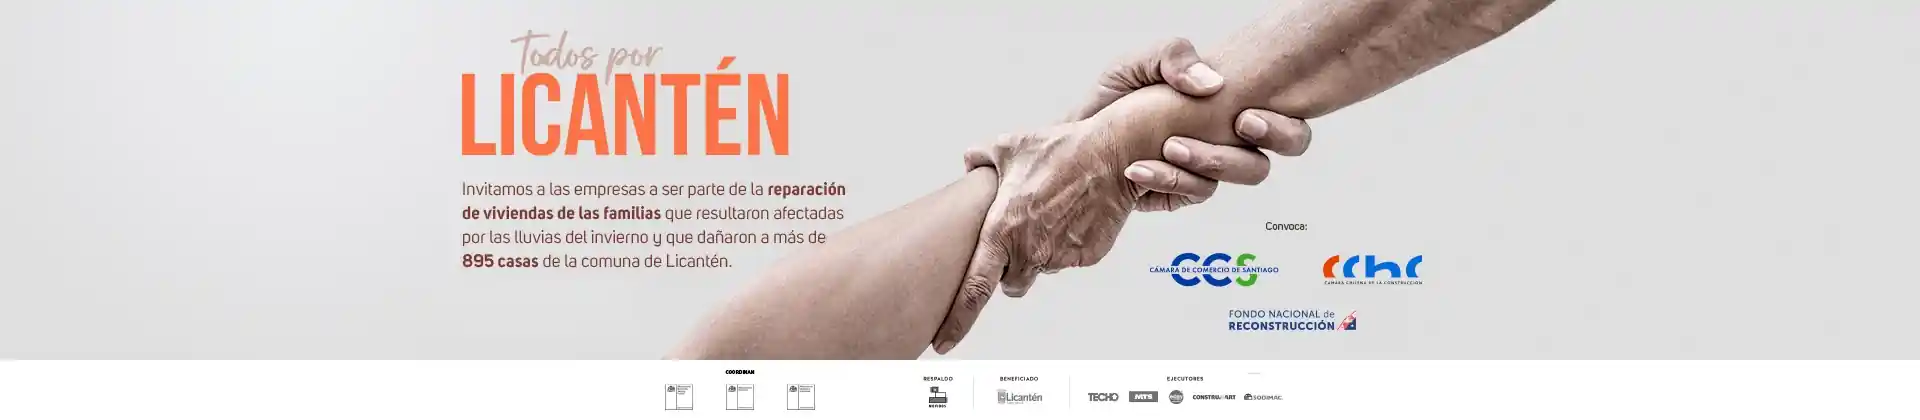 Todos por
LICANTÉN
Invitamos a las empresas a ser parte de la reparación
de viviendas de las familias que resultaron afectadas
por las lluvias del invierno y que dañaron a más de
895 casas de la comuna de Licantén.
Convoca:
CCS
CÁMARA DE COMERCIO DE SANTIAGO
cchc
CÁMARA CHILENA DE LA CONSTRUCCIÓN
FONDO NACIONAL de
RECONSTRUCCIÓN
COORDINAN
RESPALDO
BENEFICIADO
EJECUTORES
MOVIDOS
Licantén
TECHO
MTS
CONSTRUMART
SODIMAC